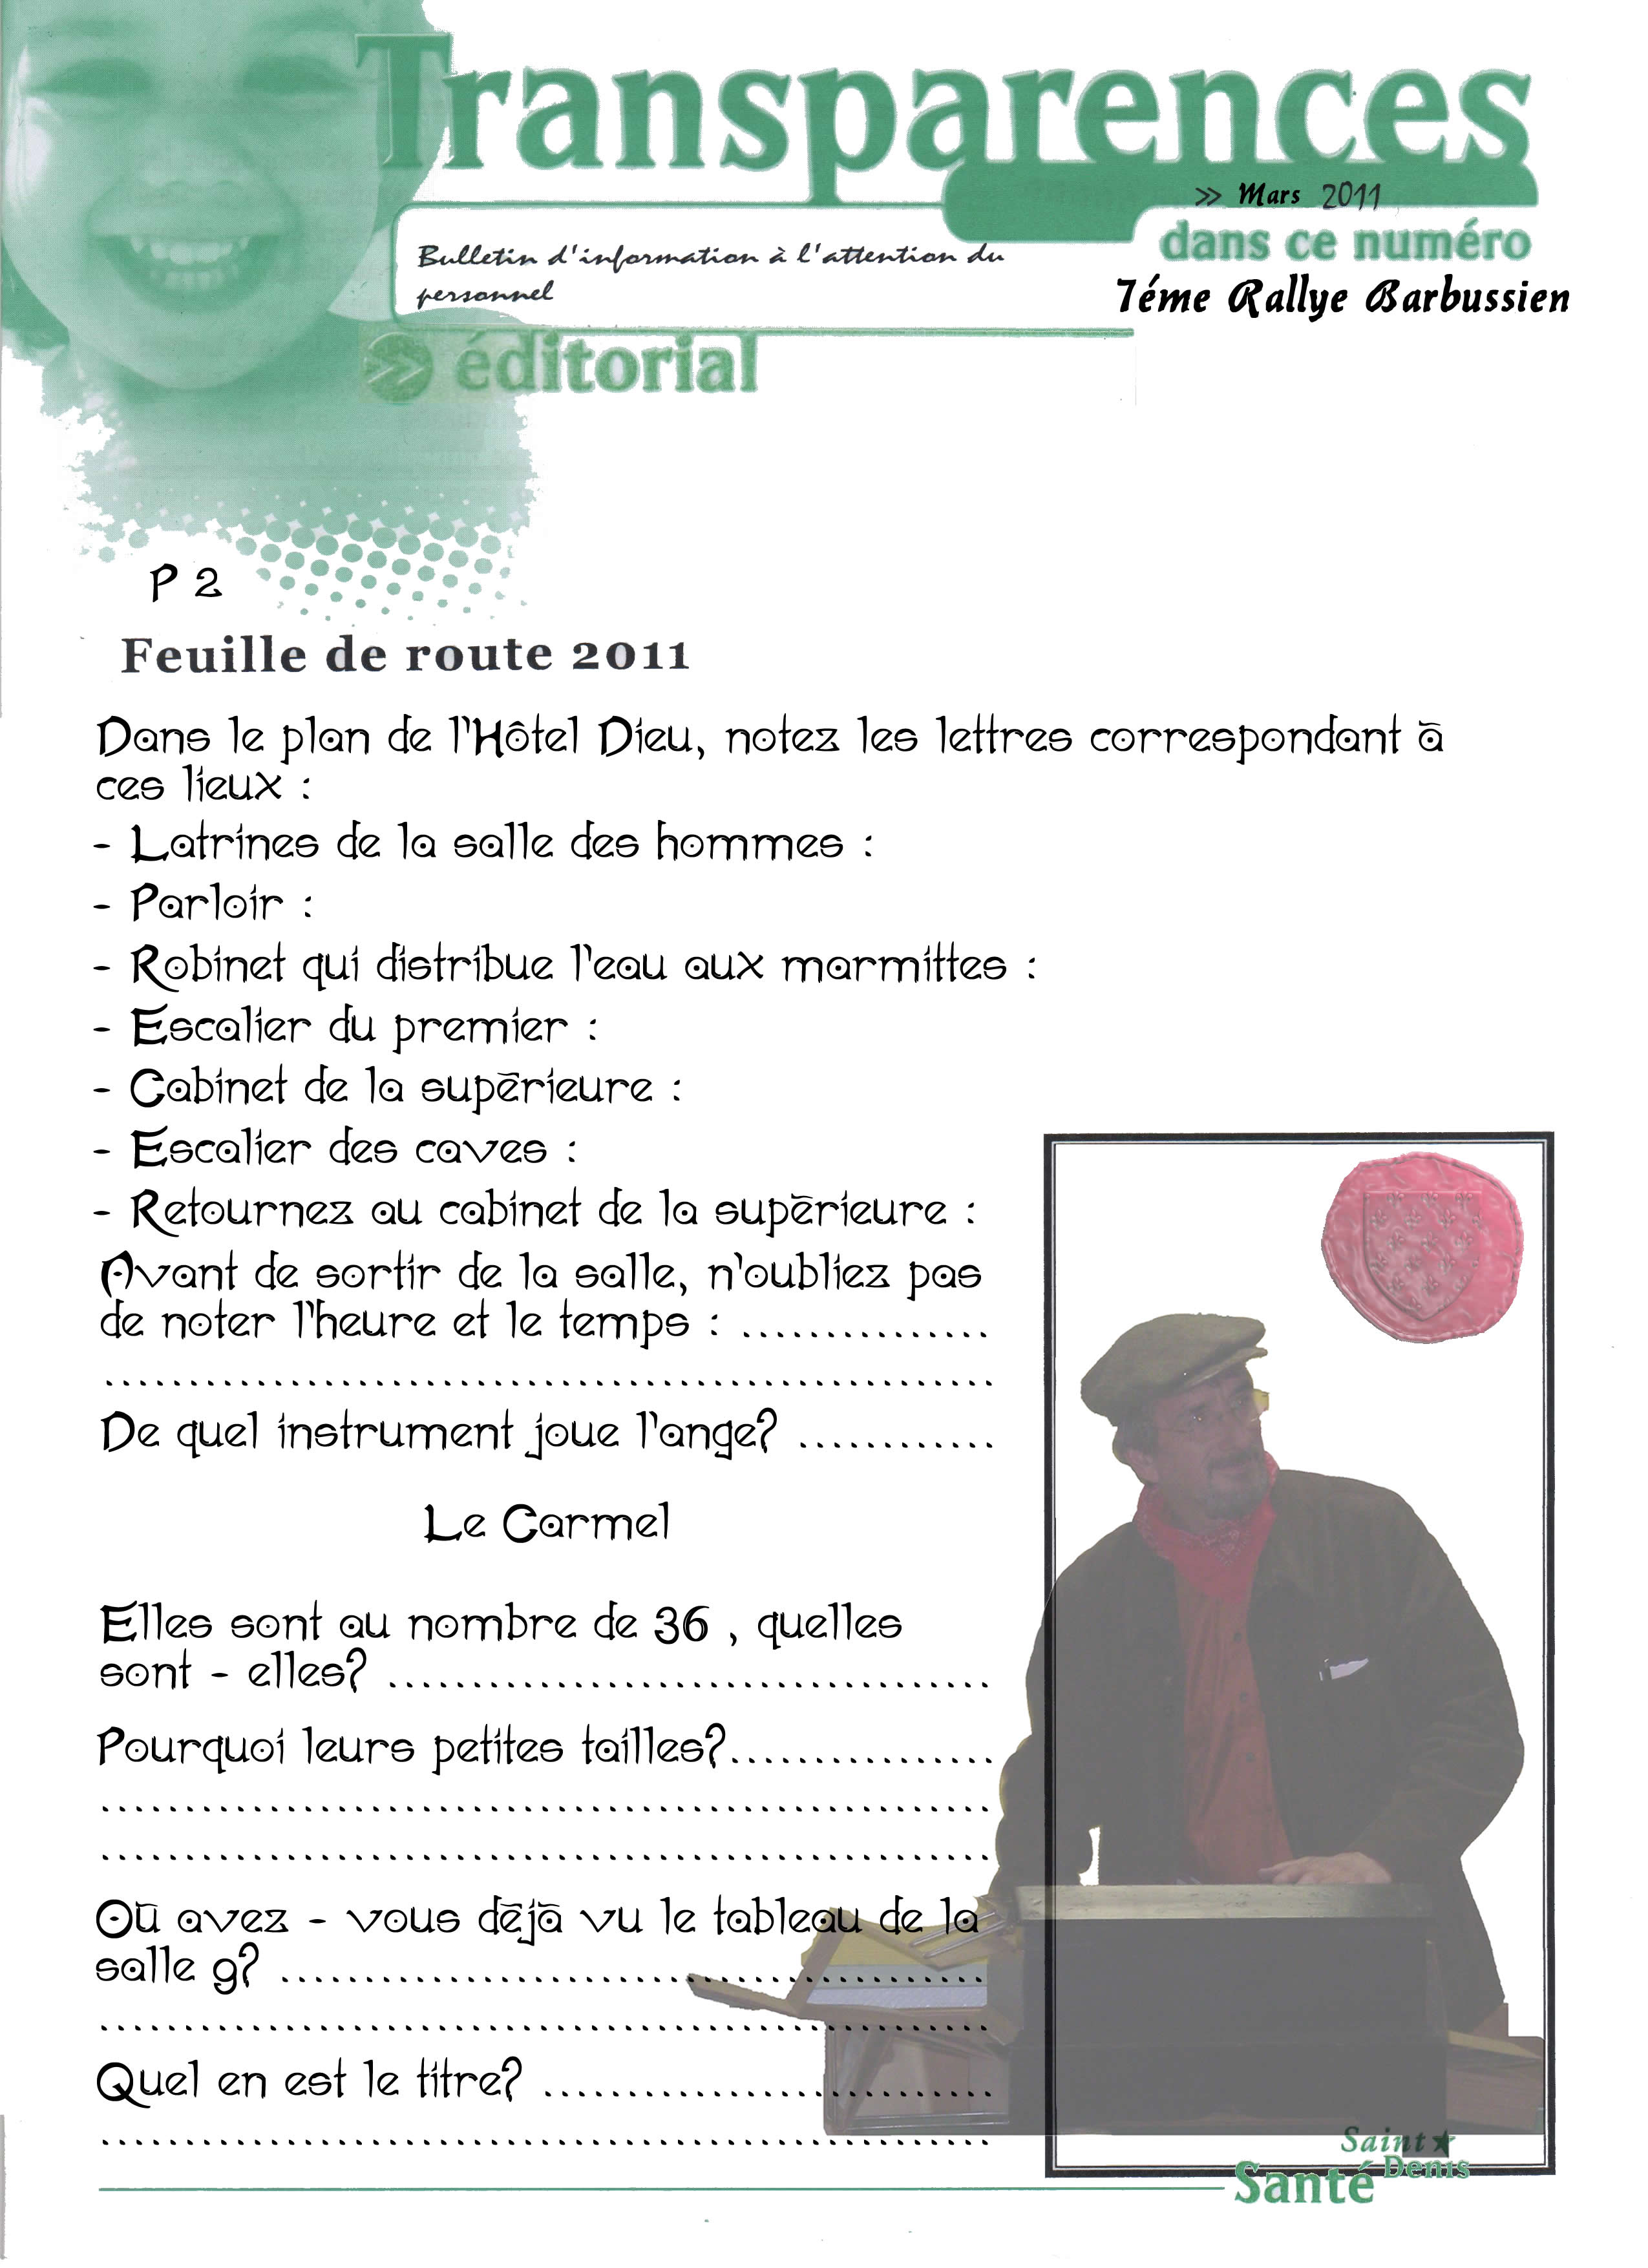 Transparences
>> Mars 2011
dans ce numéro
7éme Rallye Barbussien
Bulletin d'information à l'attention du
personnel
>> éditorial
P 2
Feuille de route 2011
Dans le plan de l'Hôtel Dieu, notez les lettres correspondant à
ces lieux :
- Latrines de la salle des hommes :
- Parloir :
- Robinet qui distribue l'eau aux marmittes :
- Escalier du premier :
- Cabinet de la supérieure :
- Escalier des caves :
- Retournez au cabinet de la supérieure :
Avant de sortir de la salle, n'oubliez pas
de noter l'heure et le temps : ...............
.....................................................
De quel instrument joue l'ange? ............
Le Carmel
Elles sont au nombre de 36 , quelles
sont - elles? ....................................
Pourquoi leurs petites tailles?................
.....................................................
.....................................................
Où avez - vous déjà vu le tableau de la
salle 9? ..........................................
.....................................................
Quel en est le titre? ...........................
.....................................................
Saint
Denis
Santé